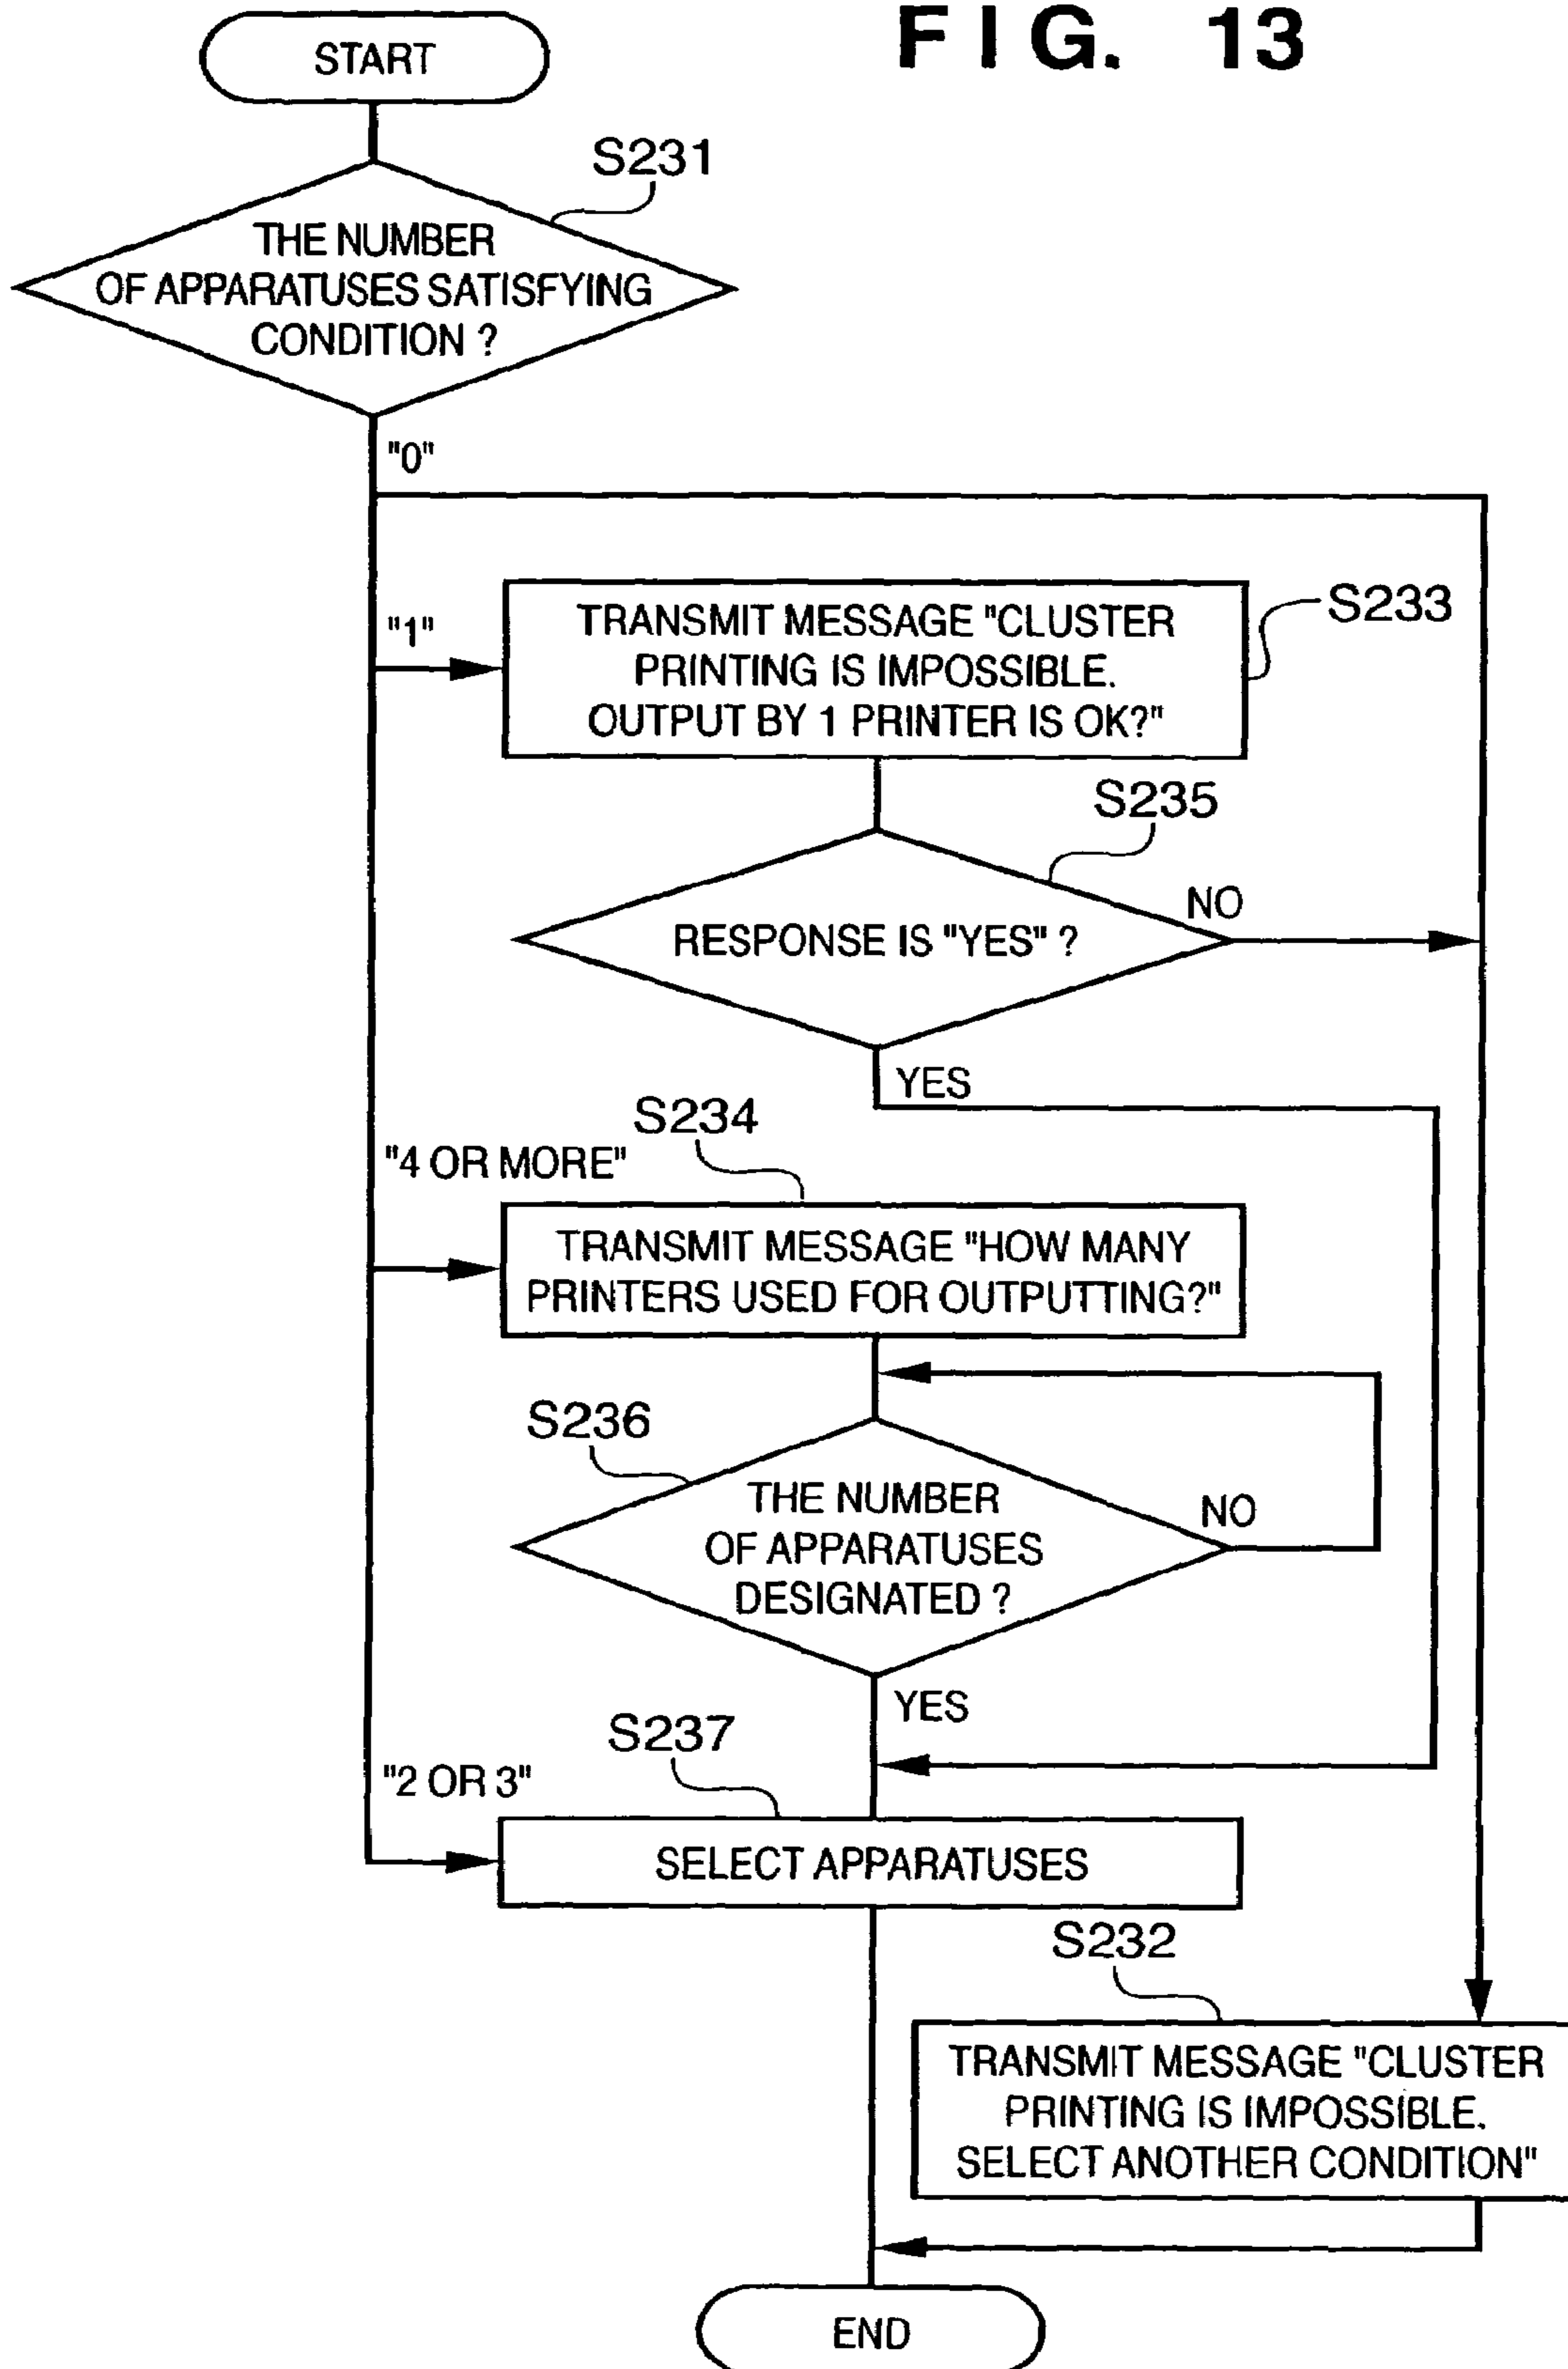 FIG. 13
START
S231
THE NUMBER
OF APPARATUSES SATISFYING
CONDITION ?
"0"
"1"
TRANSMIT MESSAGE "CLUSTER
PRINTING IS IMPOSSIBLE.
OUTPUT BY 1 PRINTER IS OK?"
S233
S235
RESPONSE IS "YES" ?
NO
YES
S234
"4 OR MORE"
TRANSMIT MESSAGE "HOW MANY
PRINTERS USED FOR OUTPUTTING?"
S236
THE NUMBER
OF APPARATUSES
DESIGNATED ?
NO
YES
S237
"2 OR 3"
SELECT APPARATUSES
S232
TRANSMIT MESSAGE "CLUSTER
PRINTING IS IMPOSSIBLE.
SELECT ANOTHER CONDITION"
END